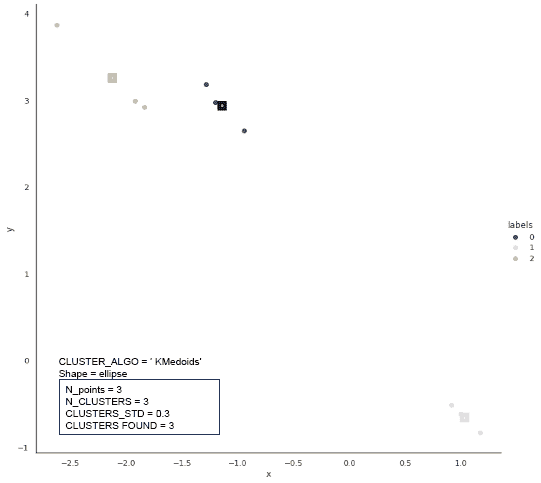 4
3
2
1
0
−1
y
−2.5 −2.0 −1.5 −1.0 −0.5 0.0 0.5 1.0
x
labels
0
1
2
CLUSTER_ALGO = ' KMedoids'
Shape = ellipse
N_points = 3
N_CLUSTERS = 3
CLUSTERS_STD = 0.3
CLUSTERS FOUND = 3